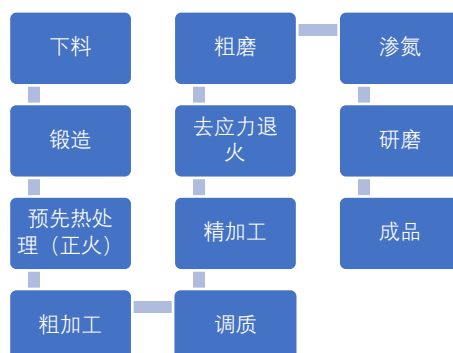 下料
锻造
预先热处
理（正火）
粗加工
调质
精加工
去应力退
火
粗磨
渗氮
研磨
成品